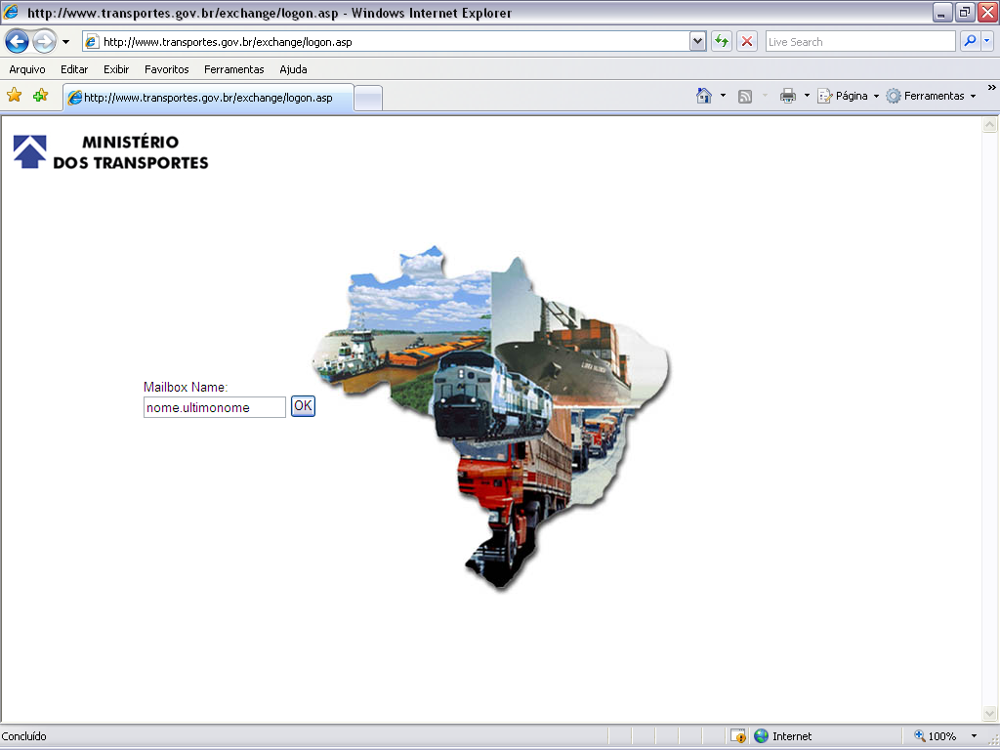 http://www.transportes.gov.br/exchange/logon.asp - Windows Internet Explorer
http://www.transportes.gov.br/exchange/logon.asp
Live Search
Arquivo Editar Exibir Favoritos Ferramentas Ajuda
http://www.transportes.gov.br/exchange/logon.asp
Página Ferramentas »
MINISTÉRIO
DOS TRANSPORTES
Mailbox Name:
nome.ultimonome OK
Concluído Internet 100%